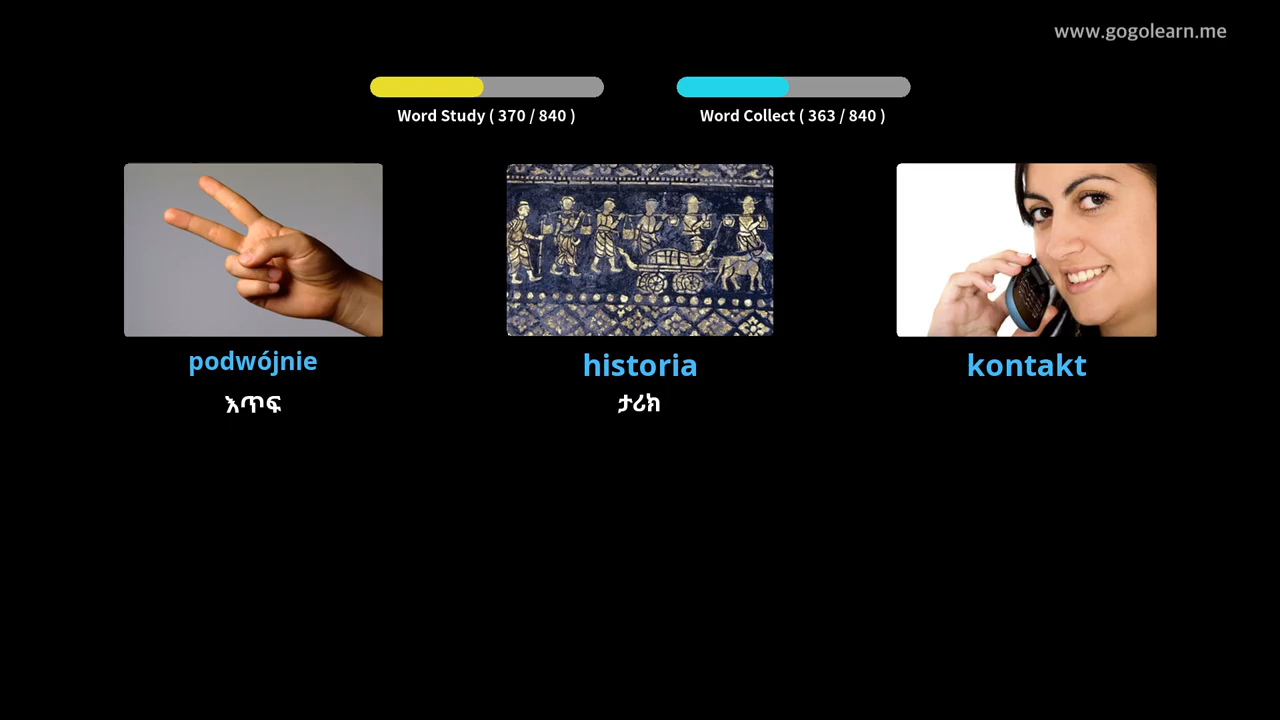 www.gogolearn.me
Word Study ( 370 / 840 )
Word Collect ( 363 / 840 )
podwójnie
historia
kontakt
እጥፍ
ታሪክ